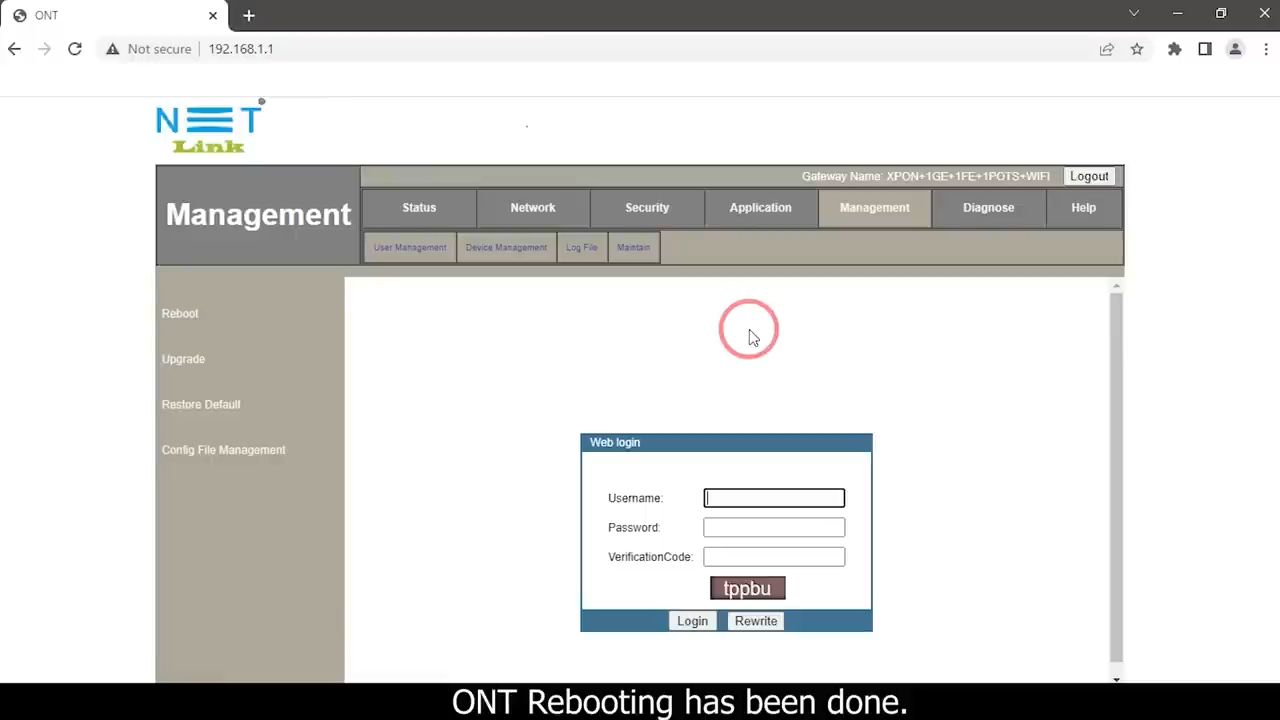 ONT
Not secure
192.168.1.1
NET
Link
Gateway Name: XPON+1GE+1FE+1POTS+WIFI
Logout
Management
Status
Network
Security
Application
Management
Diagnose
Help
User Management
Device Management
Log File
Maintain
Reboot
Upgrade
Restore Default
Config File Management
Web login
Username:
Password:
VerificationCode:
tppbu
Login
Rewrite
ONT Rebooting has been done.